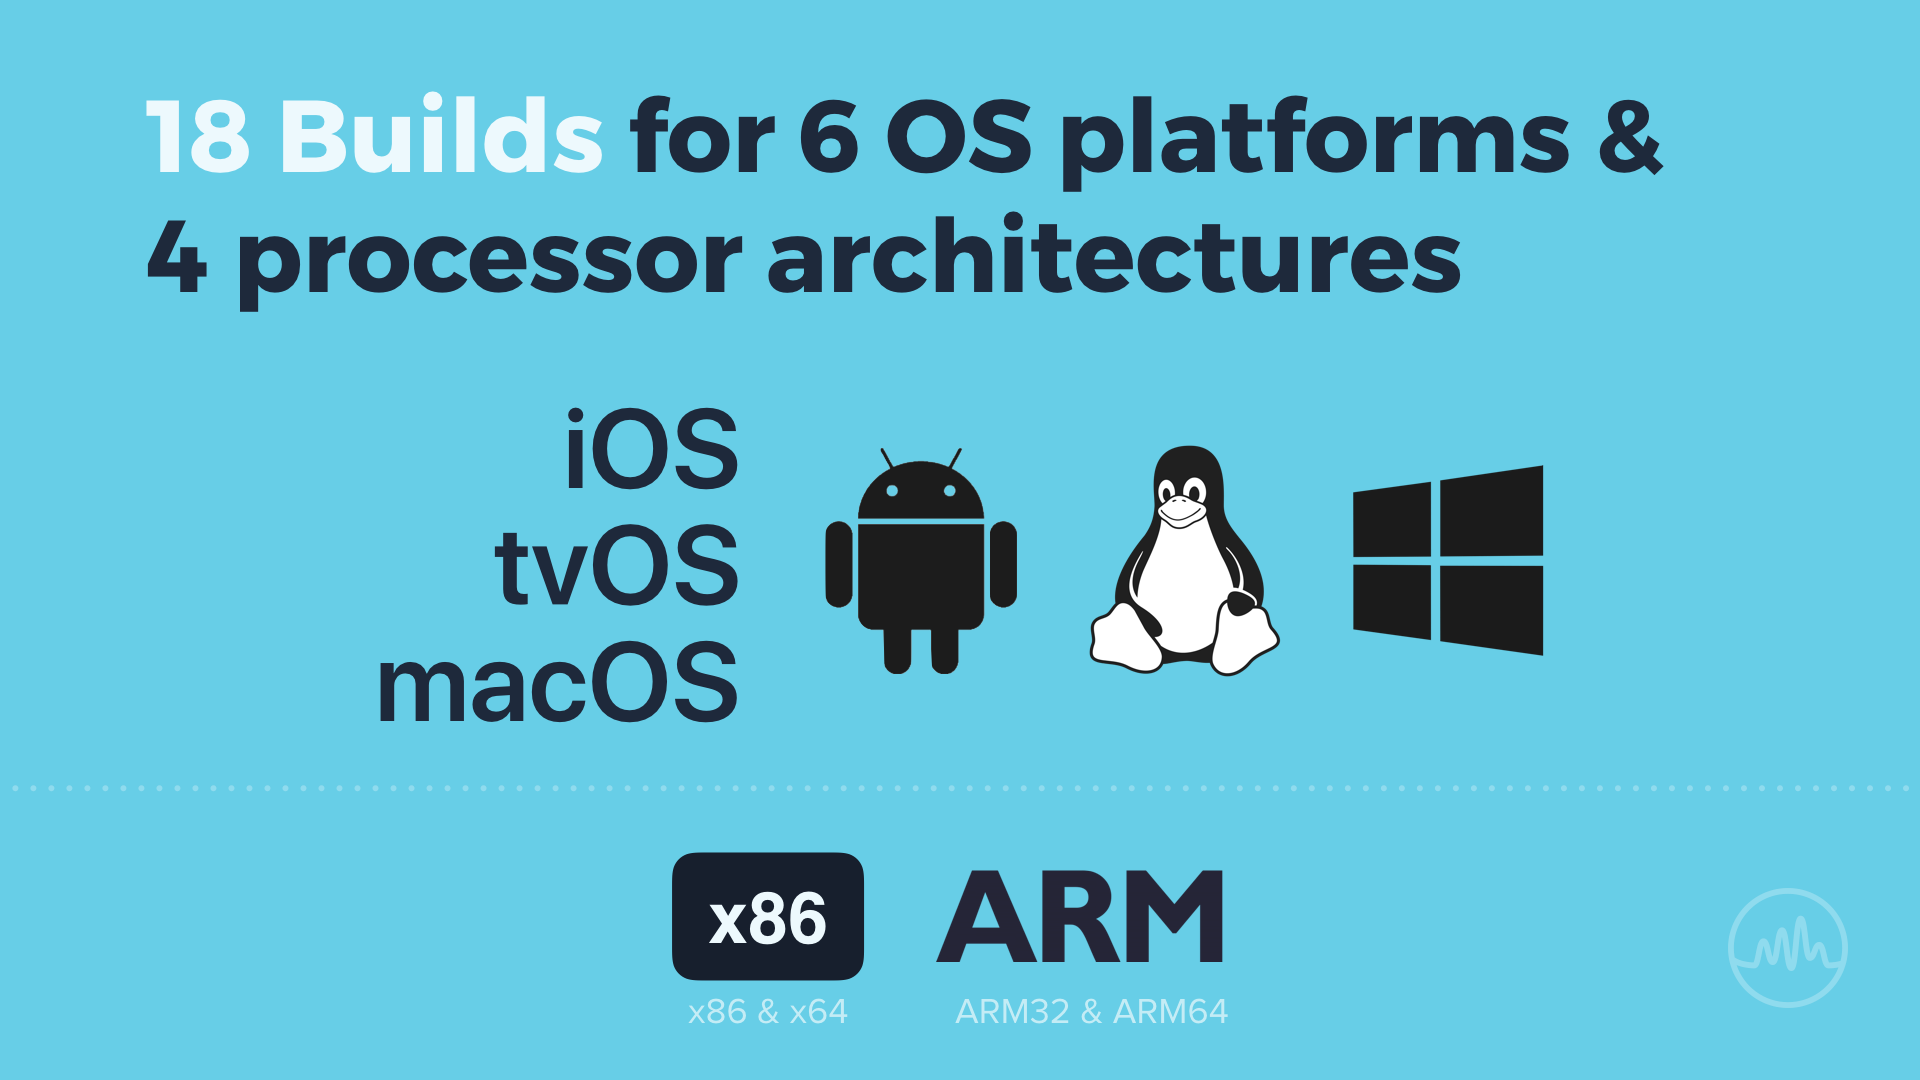 18 Builds for 6 OS platforms &
4 processor architectures
iOS
tvOS
macOS
x86
ARM
x86 & x64
ARM32 & ARM64